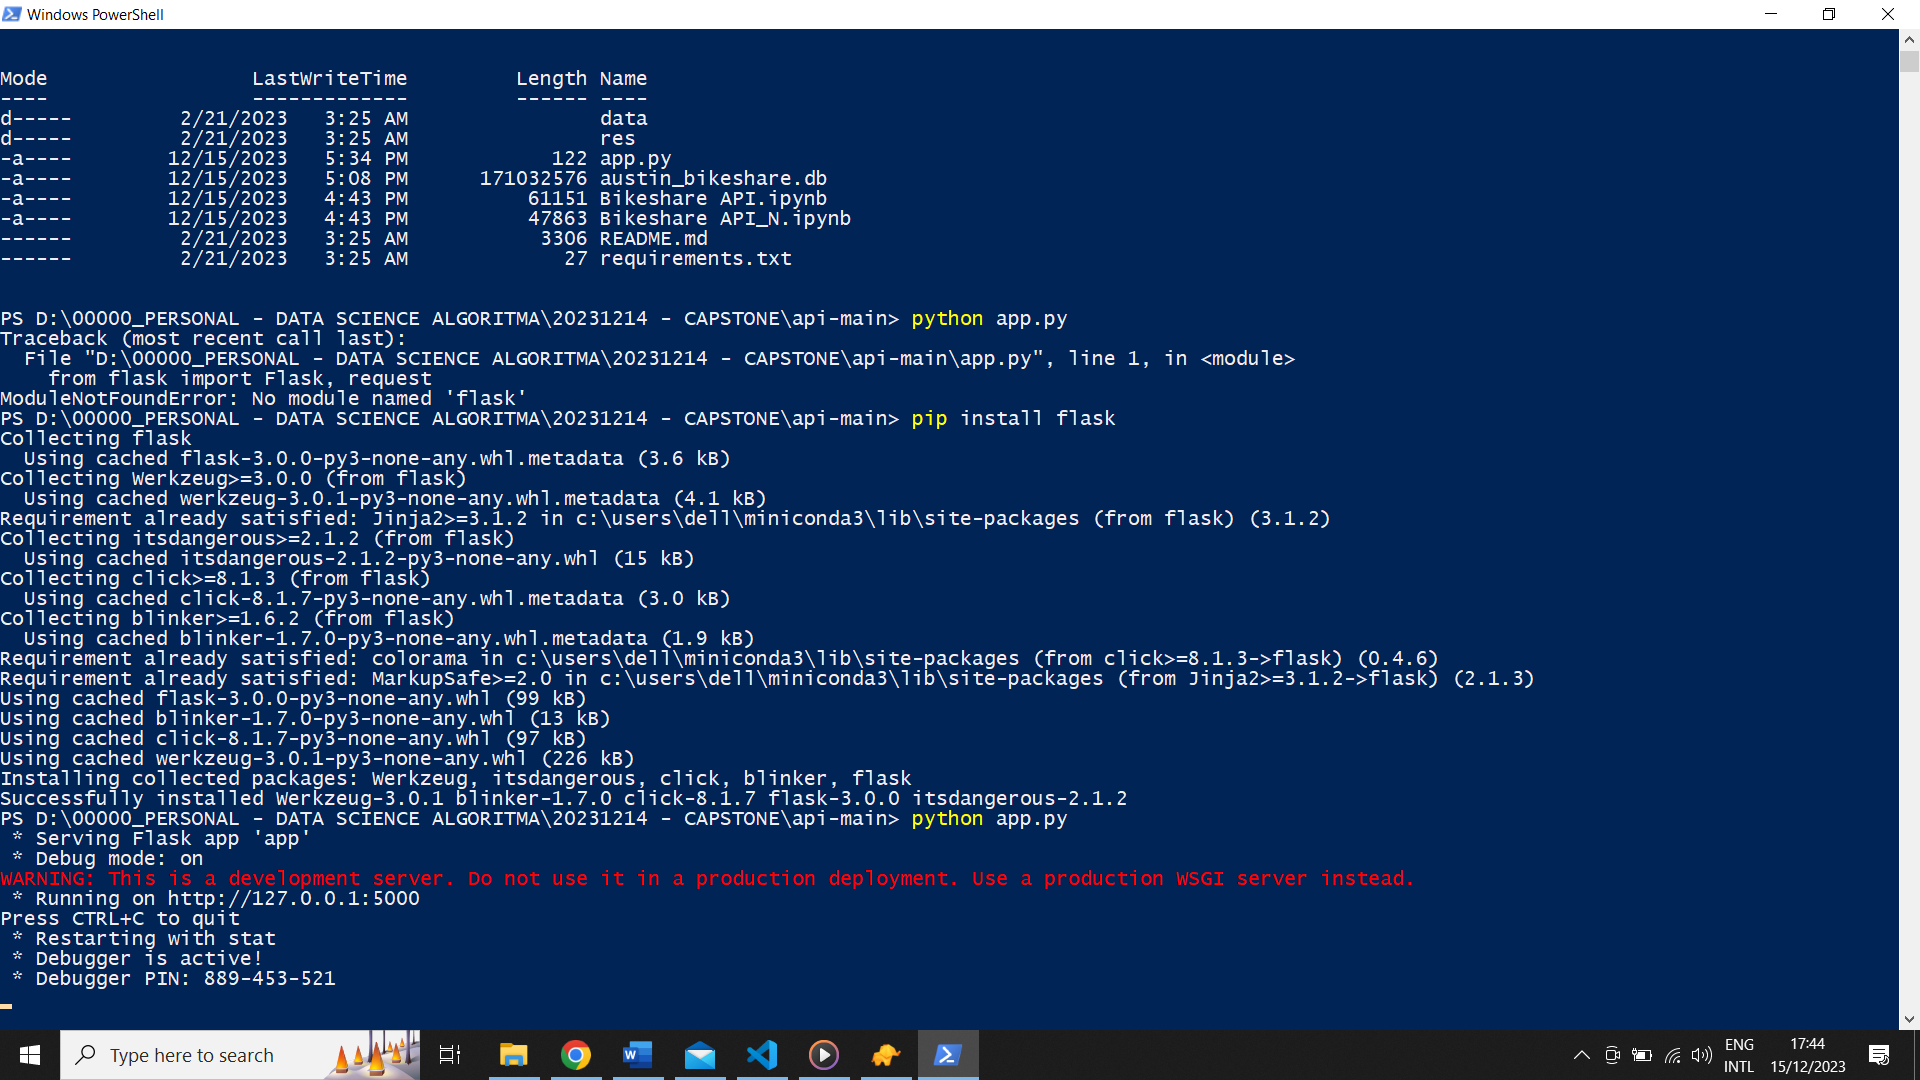 Windows PowerShell
Mode                 LastWriteTime         Length Name
----                 -------------         ------ ----
d-----         2/21/2023   3:25 AM                data
d-----         2/21/2023   3:25 AM                res
-a----        12/15/2023   5:34 PM            122 app.py
-a----        12/15/2023   5:08 PM      171032576 austin_bikeshare.db
-a----        12/15/2023   4:43 PM          61151 Bikeshare API.ipynb
-a----        12/15/2023   4:43 PM          47863 Bikeshare API_N.ipynb
------         2/21/2023   3:25 AM           3306 README.md
------         2/21/2023   3:25 AM             27 requirements.txt
PS D:\00000_PERSONAL - DATA SCIENCE ALGORITMA\20231214 - CAPSTONE\api-main> python app.py
Traceback (most recent call last):
  File "D:\00000_PERSONAL - DATA SCIENCE ALGORITMA\20231214 - CAPSTONE\api-main\app.py", line 1, in <module>
    from flask import Flask, request
ModuleNotFoundError: No module named 'flask'
PS D:\00000_PERSONAL - DATA SCIENCE ALGORITMA\20231214 - CAPSTONE\api-main> pip install flask
Collecting flask
  Using cached flask-3.0.0-py3-none-any.whl.metadata (3.6 kB)
Collecting Werkzeug>=3.0.0 (from flask)
  Using cached werkzeug-3.0.1-py3-none-any.whl.metadata (4.1 kB)
Requirement already satisfied: Jinja2>=3.1.2 in c:\users\dell\miniconda3\lib\site-packages (from flask) (3.1.2)
Collecting itsdangerous>=2.1.2 (from flask)
  Using cached itsdangerous-2.1.2-py3-none-any.whl (15 kB)
Collecting click>=8.1.3 (from flask)
  Using cached click-8.1.7-py3-none-any.whl.metadata (3.0 kB)
Collecting blinker>=1.6.2 (from flask)
  Using cached blinker-1.7.0-py3-none-any.whl.metadata (1.9 kB)
Requirement already satisfied: colorama in c:\users\dell\miniconda3\lib\site-packages (from click>=8.1.3->flask) (0.4.6)
Requirement already satisfied: MarkupSafe>=2.0 in c:\users\dell\miniconda3\lib\site-packages (from Jinja2>=3.1.2->flask) (2.1.3)
Using cached flask-3.0.0-py3-none-any.whl (99 kB)
Using cached blinker-1.7.0-py3-none-any.whl (13 kB)
Using cached click-8.1.7-py3-none-any.whl (97 kB)
Using cached werkzeug-3.0.1-py3-none-any.whl (226 kB)
Installing collected packages: Werkzeug, itsdangerous, click, blinker, flask
Successfully installed Werkzeug-3.0.1 blinker-1.7.0 click-8.1.7 flask-3.0.0 itsdangerous-2.1.2
PS D:\00000_PERSONAL - DATA SCIENCE ALGORITMA\20231214 - CAPSTONE\api-main> python app.py
 * Serving Flask app 'app'
 * Debug mode: on
WARNING: This is a development server. Do not use it in a production deployment. Use a production WSGI server instead.
 * Running on http://127.0.0.1:5000
Press CTRL+C to quit
 * Restarting with stat
 * Debugger is active!
 * Debugger PIN: 889-453-521
Type here to search
ENG
INTL
17:44
15/12/2023